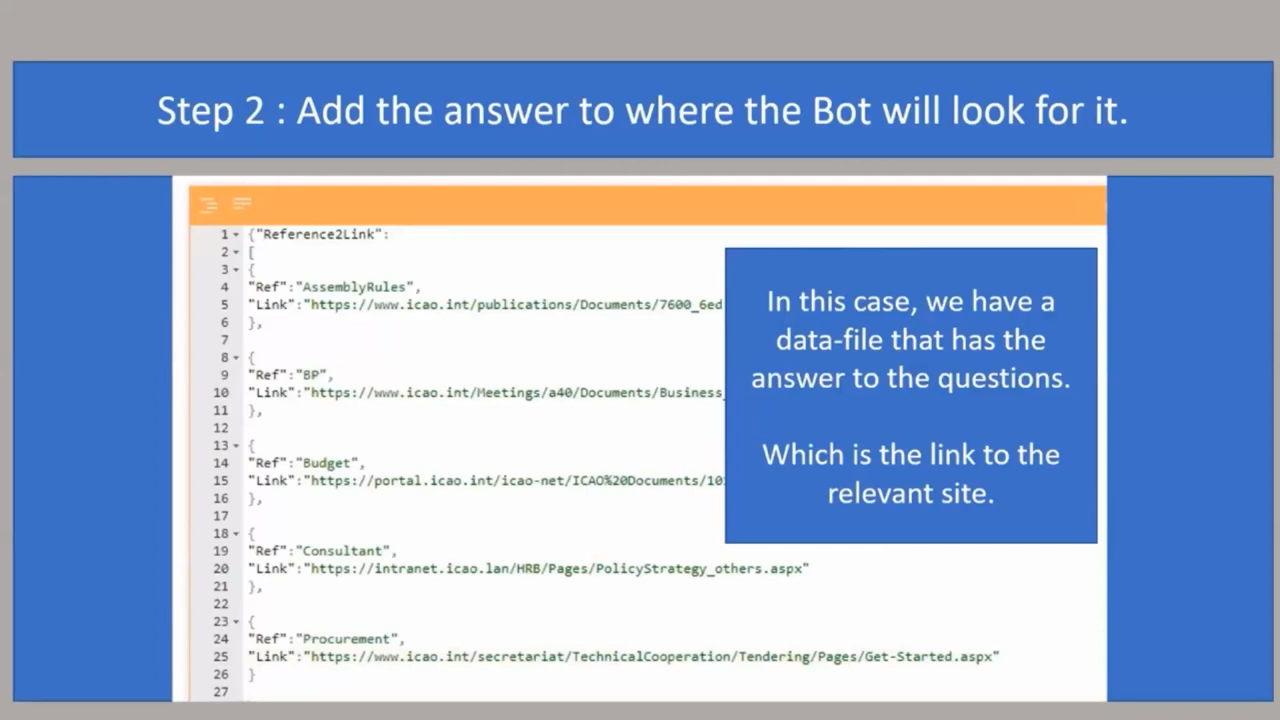 Step 2 : Add the answer to where the Bot will look for it.
1 {"Reference2Link":
2 [
3 {
4 "Ref":"AssemblyRules",
5 "Link":"https://www.icao.int/publications/Documents/7600_6ed
6 },
7
8 {
9 "Ref":"BP",
10 "Link":"https://www.icao.int/Meetings/a40/Documents/Business_
11 },
12
13 {
14 "Ref":"Budget",
15 "Link":"https://portal.icao.int/icao-net/ICAO%20Documents/10
16 },
17
18 {
19 "Ref":"Consultant",
20 "Link":"https://intranet.icao.lan/HRB/Pages/PolicyStrategy_others.aspx"
21 },
22
23 {
24 "Ref":"Procurement",
25 "Link":"https://www.icao.int/secretariat/TechnicalCooperation/Tendering/Pages/Get-Started.aspx"
26 }
27
In this case, we have a
data-file that has the
answer to the questions.
Which is the link to the
relevant site.